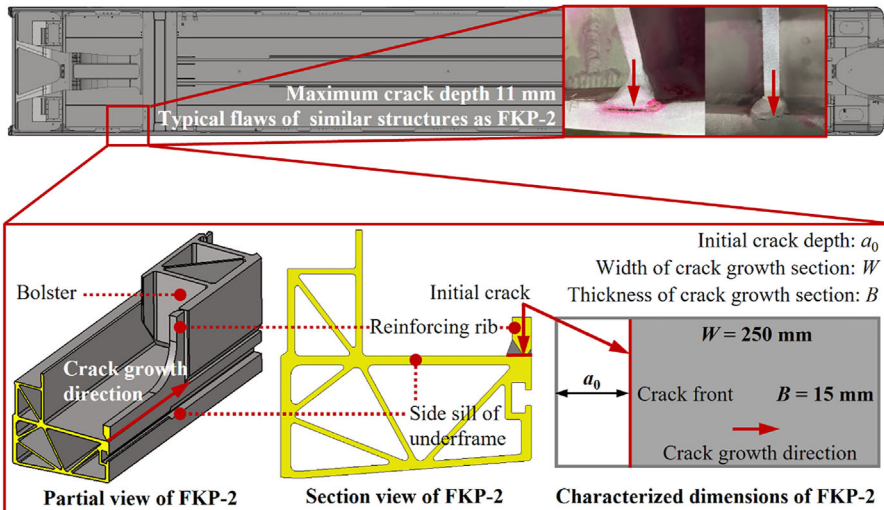 Maximum crack depth 11 mm
Typical flaws of similar structures as FKP-2
Initial crack depth: a₀
Width of crack growth section: W
Thickness of crack growth section: B
Bolster
Initial crack
Reinforcing rib
Crack growth
direction
Side sill of
underframe
W = 250 mm
a₀
Crack front
B = 15 mm
Crack growth direction
Partial view of FKP-2
Section view of FKP-2
Characterized dimensions of FKP-2